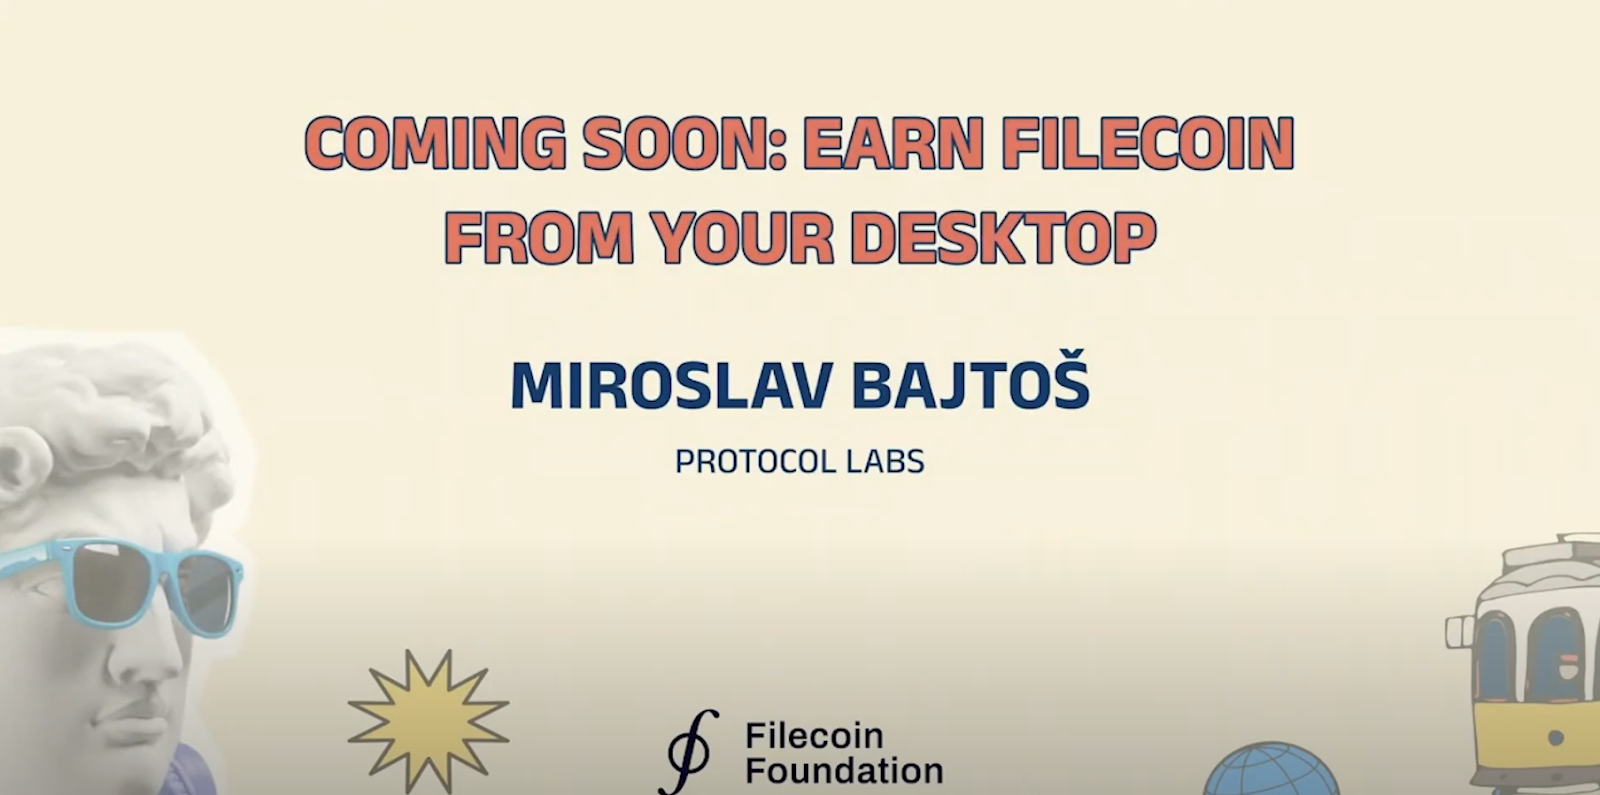 COMING SOON: EARN FILECOIN
FROM YOUR DESKTOP
MIROSLAV BAJTOŠ
PROTOCOL LABS
Filecoin
Foundation